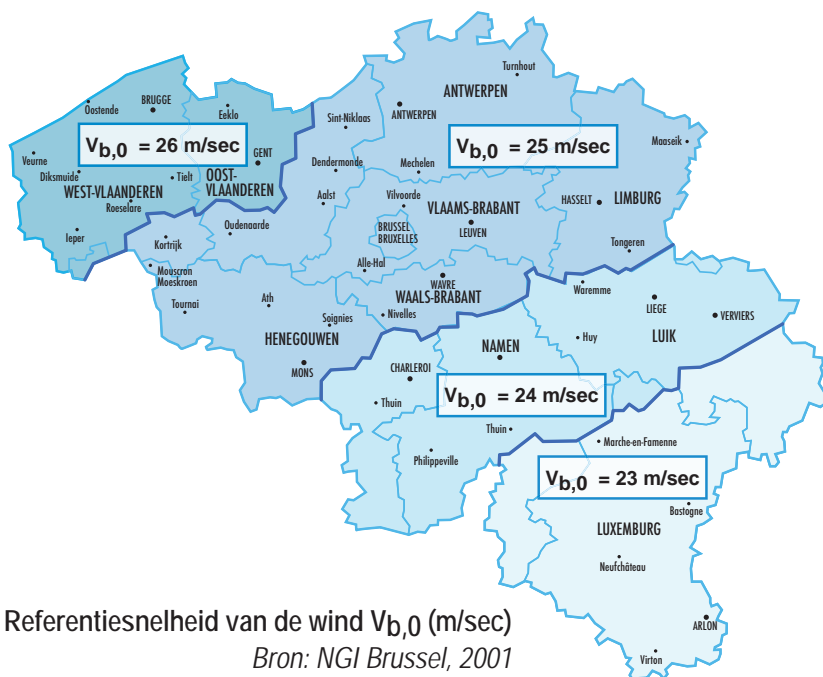 Turnhout
ANTWERPEN
BRUGGE
Oostende
Eeklo
ANTWERPEN
Sint-Niklaas
Vb,0 = 26 m/sec
Vb,0 = 25 m/sec
Maaseik
Veurne
GENT
Dendermonde
Mechelen
Diksmuide
Tielt
OOST-
VLAANDEREN
WEST-VLAANDEREN
Roeselare
Aalst
Vilvoorde
VLAAMS-BRABANT
HASSELT
LIMBURG
Ieper
Kortrijk
Oudenaarde
BRUSSEL
BRUXELLES
LEUVEN
Tongeren
Mouscron
Moeskroen
Alle-Hal
WAVRE
WAALS-BRABANT
Waremme
Tournai
Ath
Soignies
Nivelles
LIEGE
VERVIERS
HENEGOUWEN
NAMEN
Huy
LUIK
MONS
CHARLEROI
Vb,0 = 24 m/sec
Thuin
Thuin
Philippeville
Marche-en-Famenne
Vb,0 = 23 m/sec
Bastogne
LUXEMBURG
Neufchâteau
ARLON
Virton
Referentiesnelheid van de wind Vb,0 (m/sec)
Bron: NGI Brussel, 2001